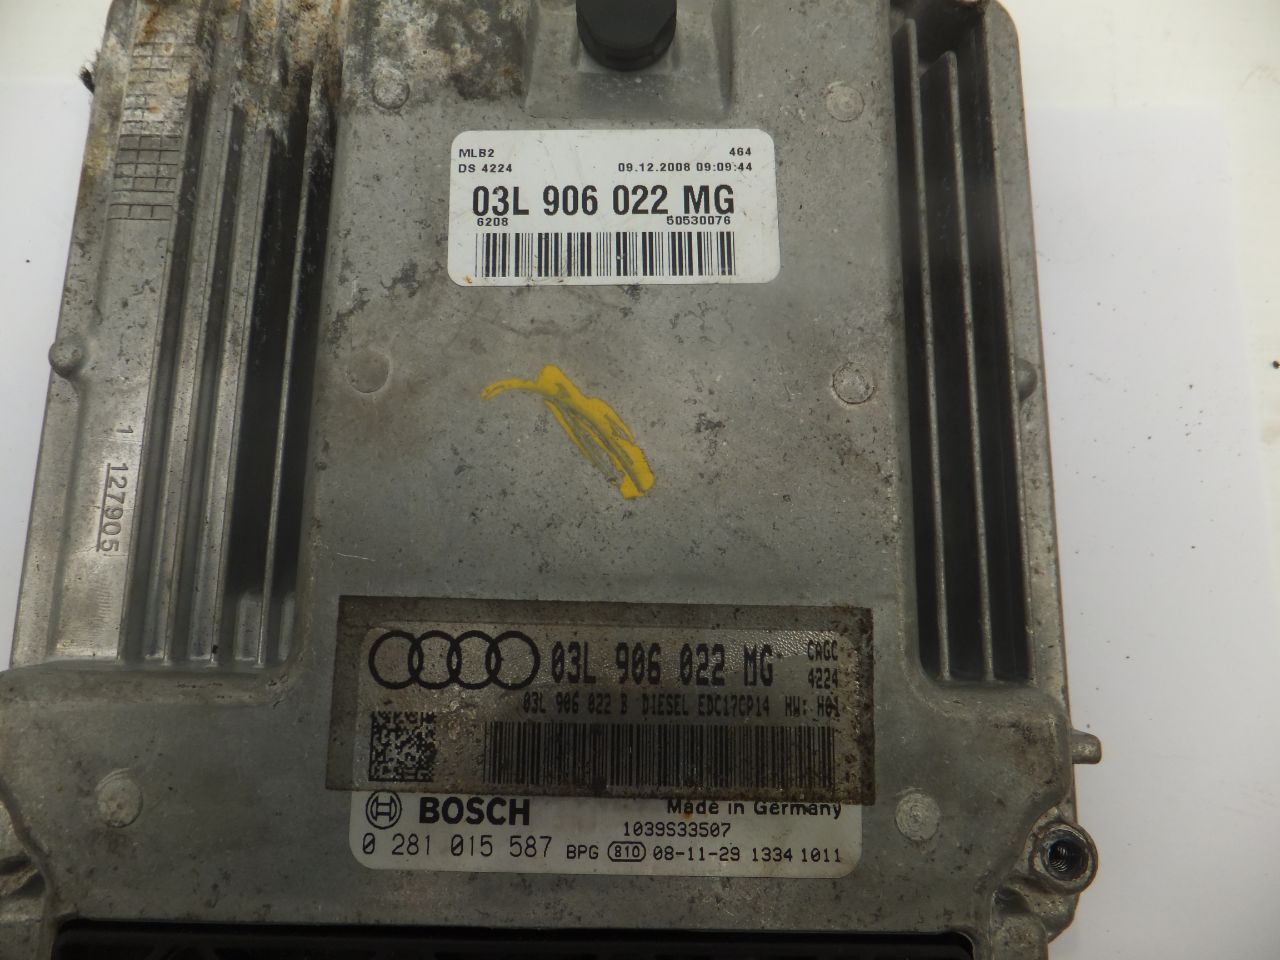 MLB2 464
DS 4224 09.12.2008 09:09:44
03L 906 022 MG
6208 50530076
1 127905
03L 906 022 MG CAGC
4224
03L 906 022 B DIESEL EDC17CP14 HW: H01
BOSCH Made in Germany
1039S33507
0 281 015 587 BPG 810 08-11-29 1334 1011